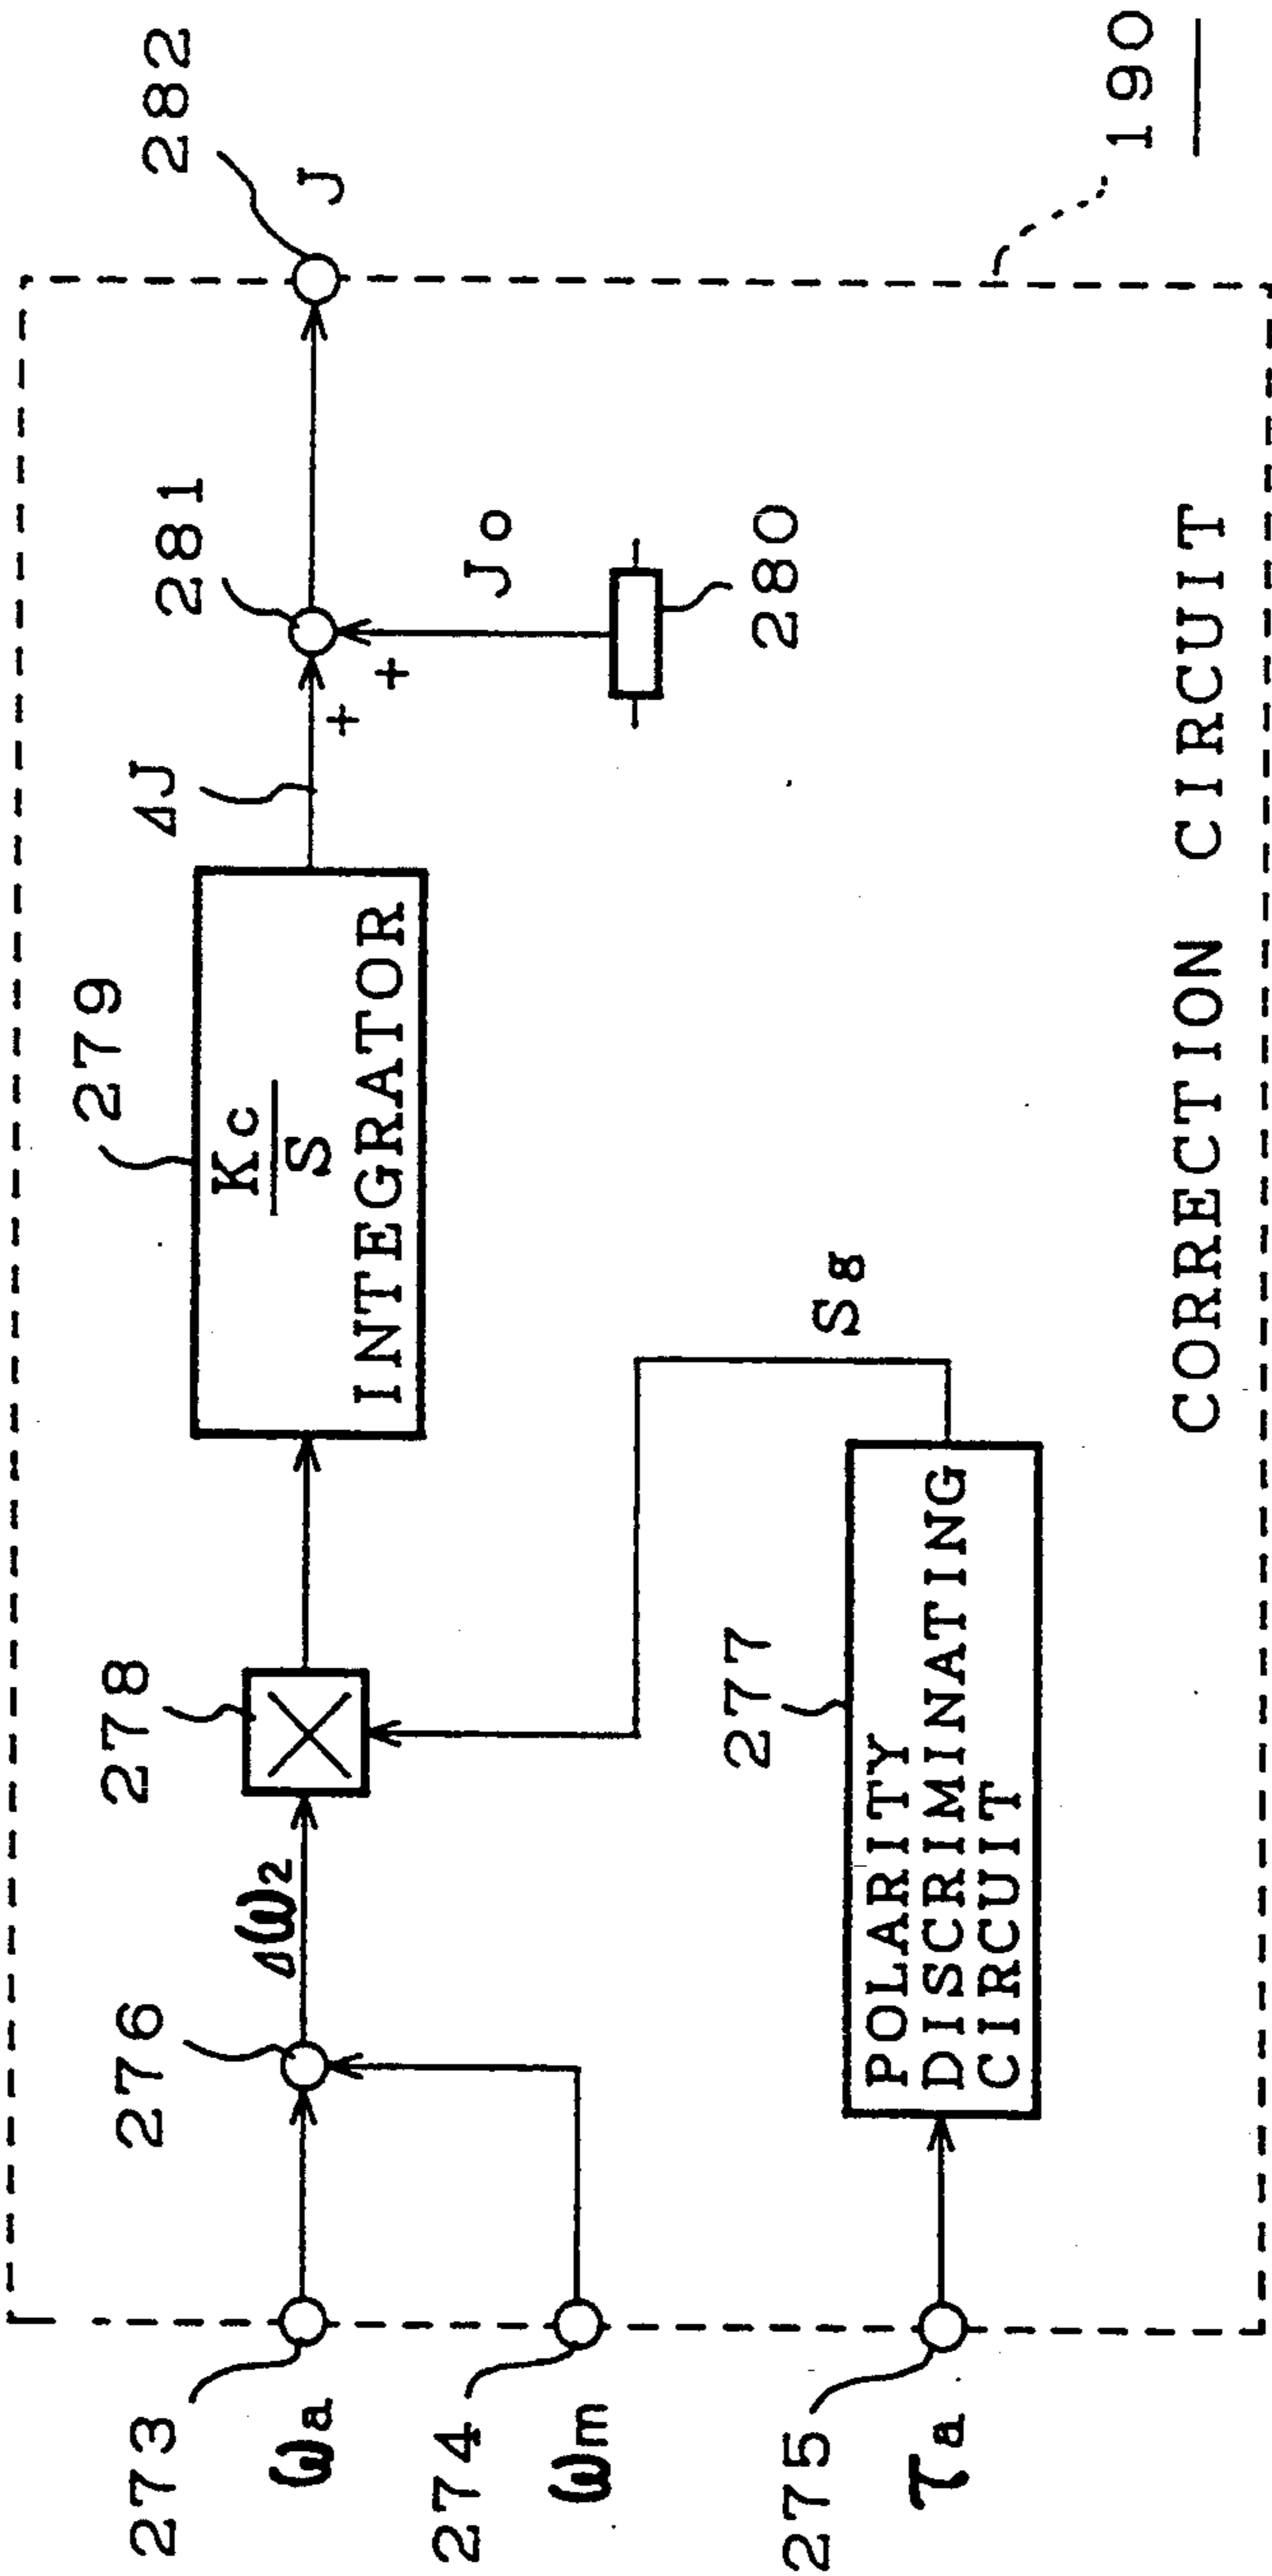 273
ωa
274
ωm
275
τa
276
Δω2
278
277
POLARITY
DISCRIMINATING
CIRCUIT
Sg
279
Kc
S
INTEGRATOR
ΔJ
281
+
+
Jo
280
282
J
190
CORRECTION CIRCUIT